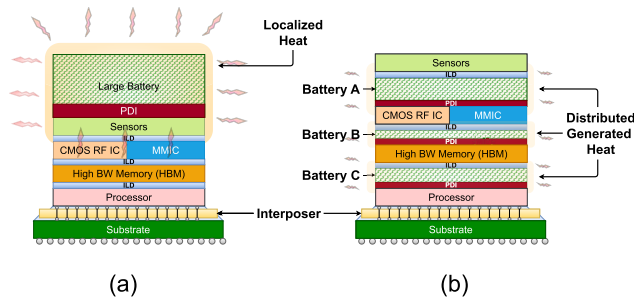 Localized
Heat
Large Battery
PDI
Sensors
ILD
CMOS RF IC
MMIC
ILD
High BW Memory (HBM)
ILD
Processor
Interposer
Substrate
(a)
Sensors
ILD
Battery A
PDI
CMOS RF IC
MMIC
ILD
Battery B
PDI
High BW Memory (HBM)
ILD
Battery C
PDI
Processor
Substrate
Distributed
Generated
Heat
(b)